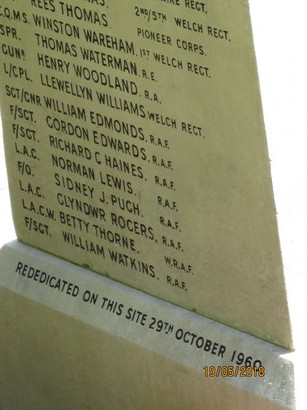 REES THOMAS 2ND/5TH WELCH REGT.
C.Q.M.S. WINSTON WAREHAM. PIONEER CORPS.
SPR. THOMAS WATERMAN. 1ST WELCH REGT.
GUNR HENRY WOODLAND. R.E.
L/CPL. LLEWELLYN WILLIAMS. R.A.
WELCH REGT.
SGT/CNR WILLIAM EDMONDS. R.A.F.
F/SGT. GORDON EDWARDS. R.A.F.
F/SGT. RICHARD G HAINES. R.A.F.
L.A.C. NORMAN LEWIS. R.A.F.
F/O. SIDNEY J. PUGH. R.A.F.
L.A.C. GLYNDWR ROGERS. R.A.F.
L.A.C.W. BETTY THORNE. W.R.A.F.
F/SGT. WILLIAM WATKINS. R.A.F.
REDEDICATED ON THIS SITE 29TH OCTOBER 1960
19/05/2018